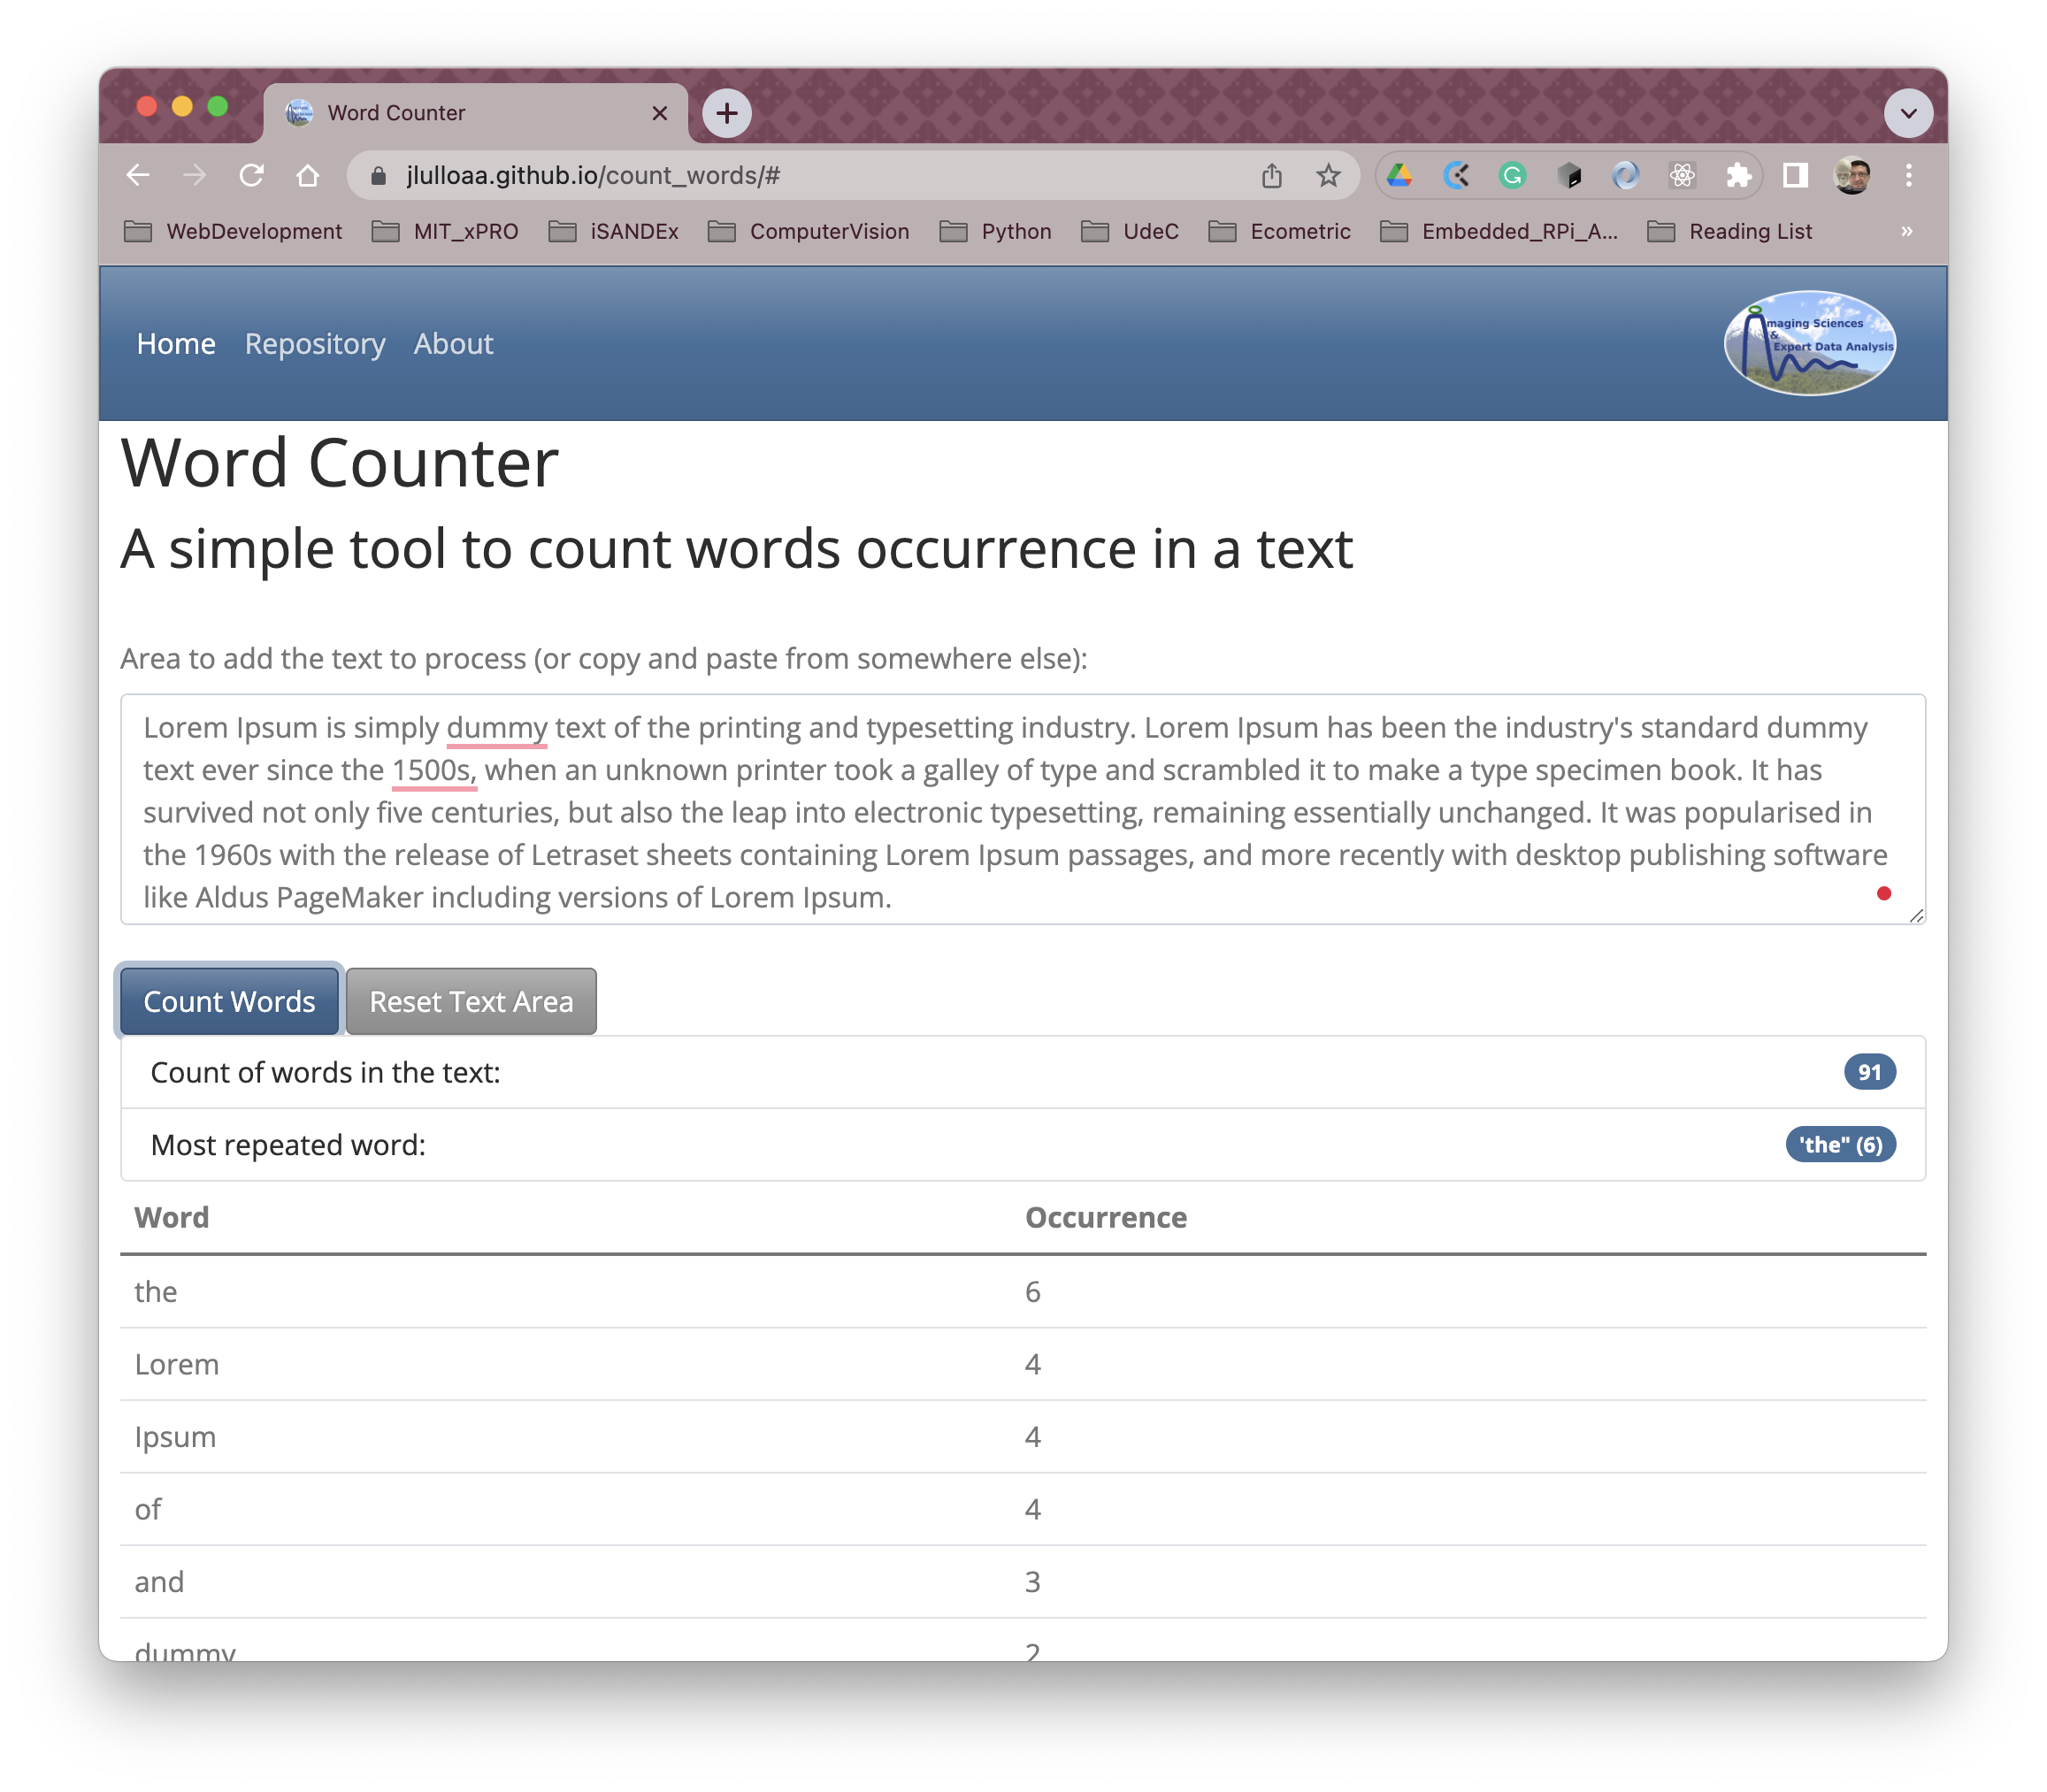 Word Counter
jlulloaa.github.io/count_words/#
WebDevelopment MIT_xPRO iSANDEx ComputerVision Python UdeC Ecometric Embedded_RPi_A... Reading List »
Home Repository About
maging Sciences
&
Expert Data Analysis
Word Counter
A simple tool to count words occurrence in a text
Area to add the text to process (or copy and paste from somewhere else):
Lorem Ipsum is simply dummy text of the printing and typesetting industry. Lorem Ipsum has been the industry's standard dummy
text ever since the 1500s, when an unknown printer took a galley of type and scrambled it to make a type specimen book. It has
survived not only five centuries, but also the leap into electronic typesetting, remaining essentially unchanged. It was popularised in
the 1960s with the release of Letraset sheets containing Lorem Ipsum passages, and more recently with desktop publishing software
like Aldus PageMaker including versions of Lorem Ipsum.
Count Words Reset Text Area
Count of words in the text: 91
Most repeated word: 'the" (6)
Word Occurrence
the 6
Lorem 4
Ipsum 4
of 4
and 3
dummy 2